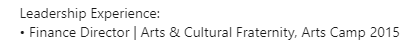 Leadership Experience:
• Finance Director | Arts & Cultural Fraternity, Arts Camp 2015